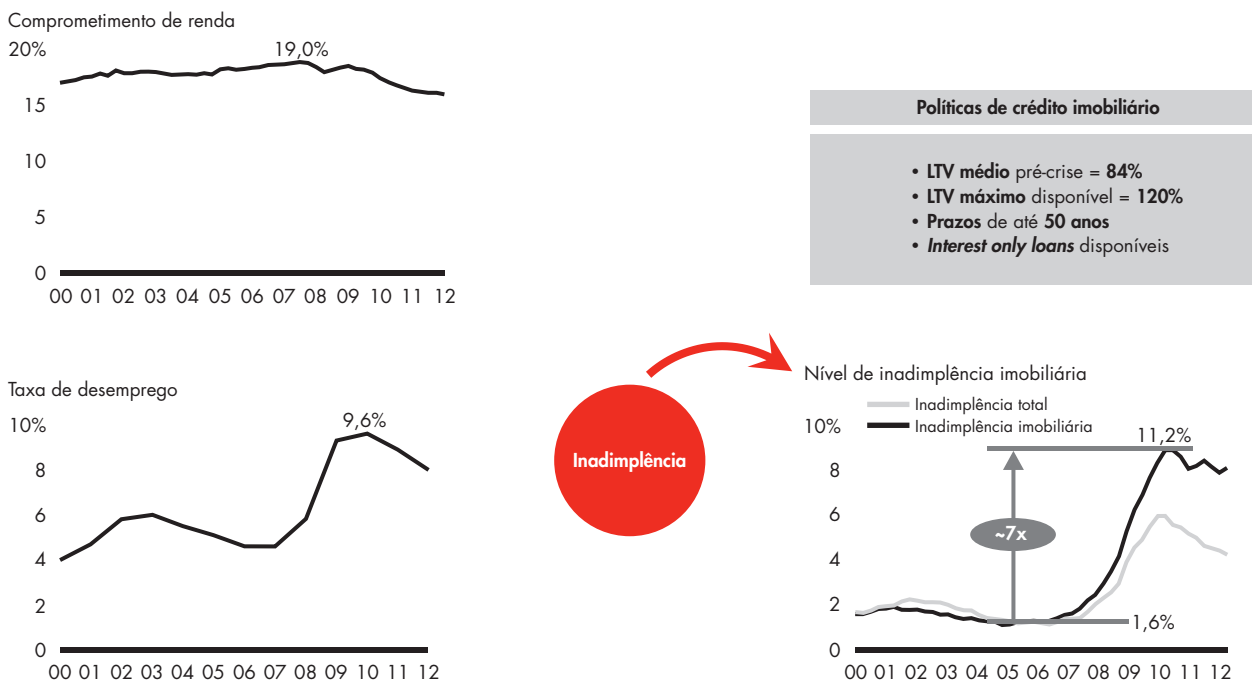 Comprometimento de renda
20%
19,0%
15
10
5
0
00 01 02 03 04 05 06 07 08 09 10 11 12
Políticas de crédito imobiliário
• LTV médio pré-crise = 84%
• LTV máximo disponível = 120%
• Prazos de até 50 anos
• Interest only loans disponíveis
Taxa de desemprego
10%
9,6%
8
6
4
2
0
00 01 02 03 04 05 06 07 08 09 10 11 12
Inadimplência
Nível de inadimplência imobiliária
Inadimplência total
Inadimplência imobiliária
10%
11,2%
8
6
~7x
4
2
1,6%
0
00 01 02 03 04 05 06 07 08 09 10 11 12